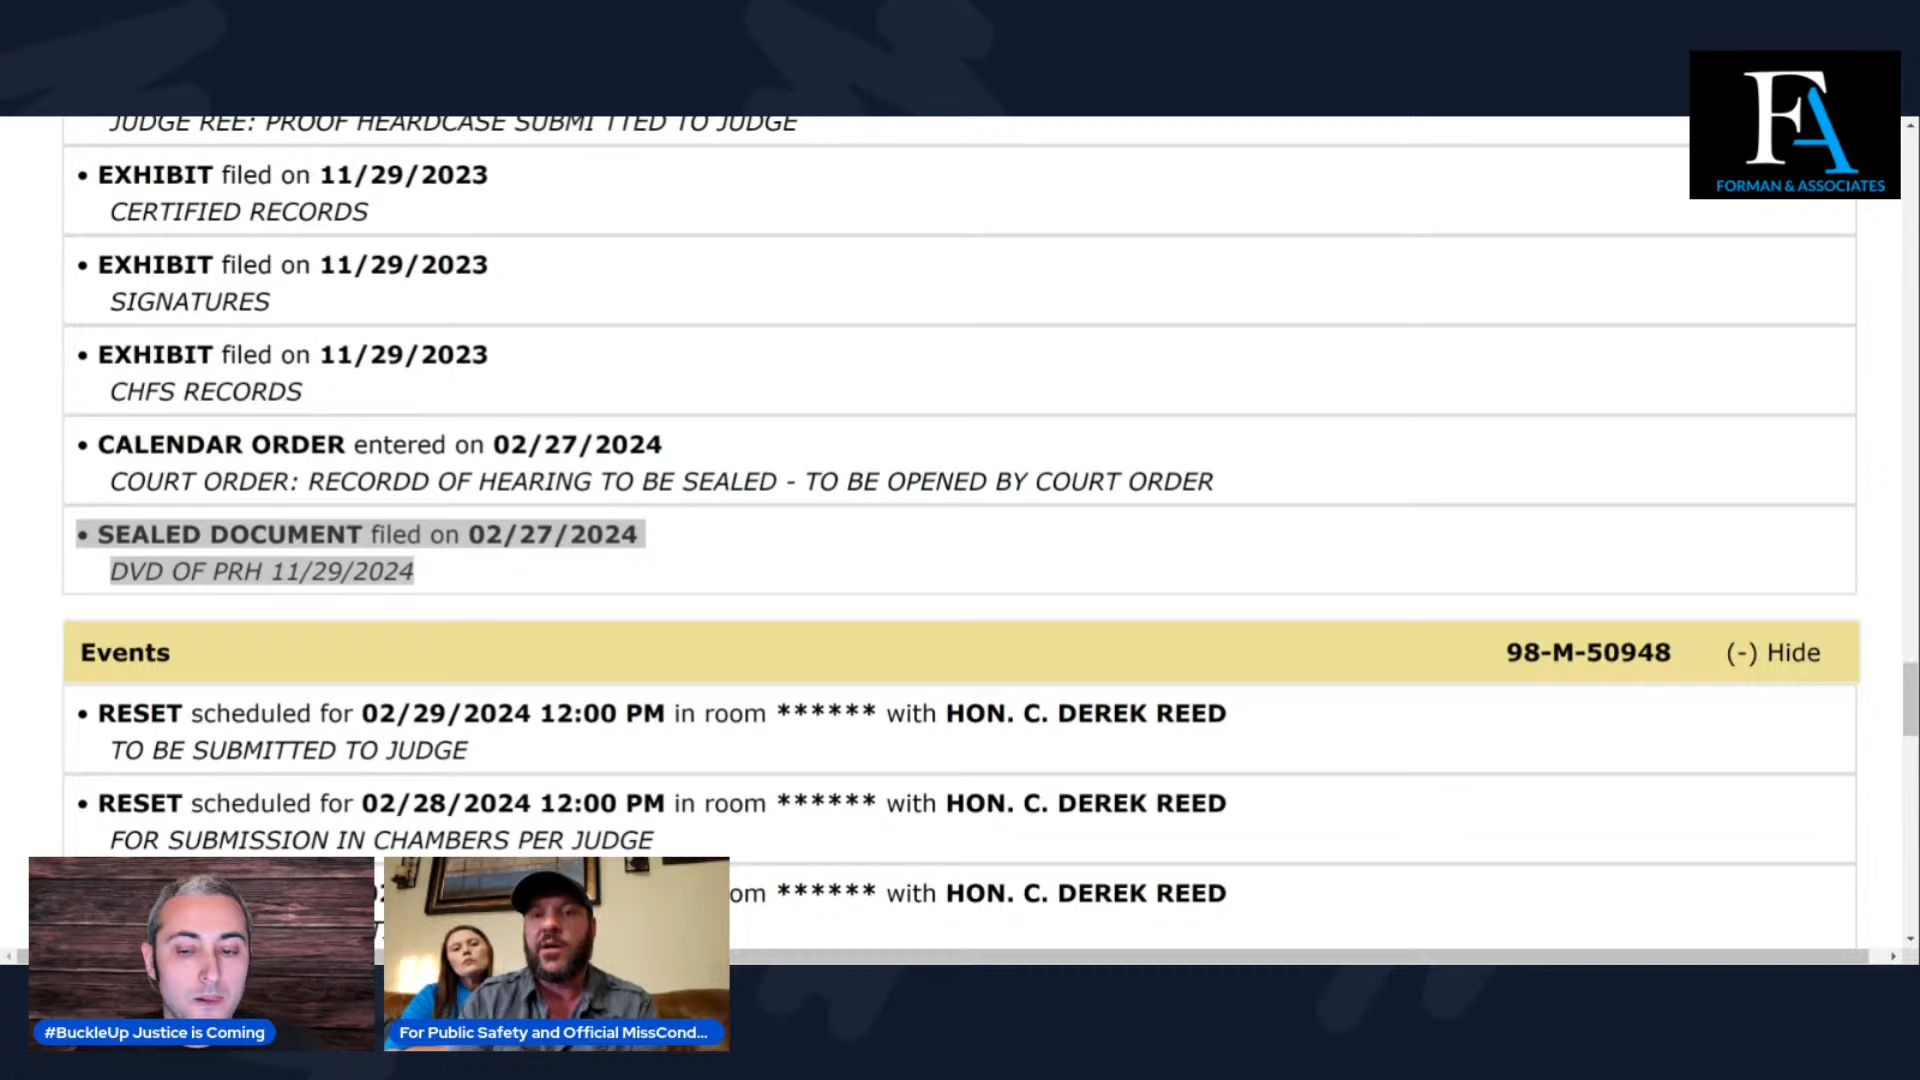 JUDGE REE: PROOF HEARDCASE SUBMI TTED TO JUDGE
FA
FORMAN & ASSOCIATES
• EXHIBIT filed on 11/29/2023
CERTIFIED RECORDS
• EXHIBIT filed on 11/29/2023
SIGNATURES
• EXHIBIT filed on 11/29/2023
CHFS RECORDS
• CALENDAR ORDER entered on 02/27/2024
COURT ORDER: RECORDD OF HEARING TO BE SEALED - TO BE OPENED BY COURT ORDER
• SEALED DOCUMENT filed on 02/27/2024
DVD OF PRH 11/29/2024
Events 98-M-50948 (-) Hide
• RESET scheduled for 02/29/2024 12:00 PM in room ****** with HON. C. DEREK REED
TO BE SUBMITTED TO JUDGE
• RESET scheduled for 02/28/2024 12:00 PM in room ****** with HON. C. DEREK REED
FOR SUBMISSION IN CHAMBERS PER JUDGE
om ****** with HON. C. DEREK REED
#BuckleUp Justice is Coming
For Public Safety and Official MissCond...